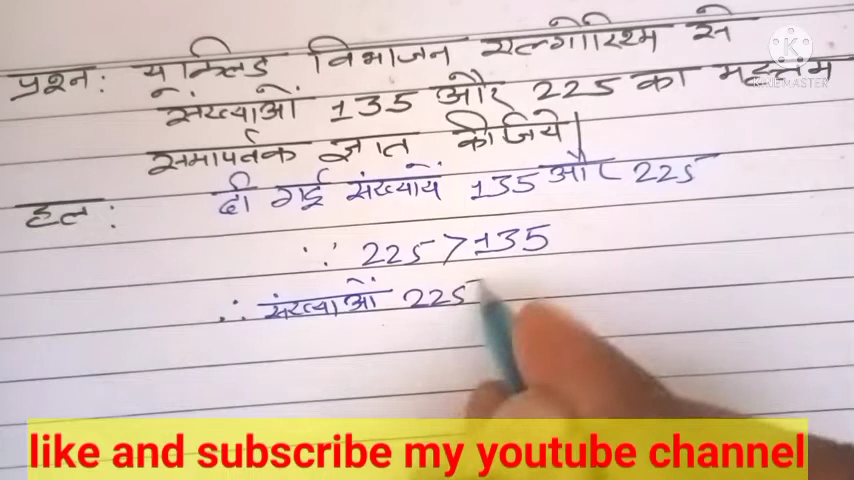 प्रश्न: यूक्लिड विभाजन एल्गोरिथ्म से
संख्याओं 135 और 225 का महत्तम
समापवर्तक ज्ञात कीजिये।
हल: दी गई संख्यायें 135 और 225
∵ 225 > 135
∴ संख्याओं 225
KINEMASTER
like and subscribe my youtube channel